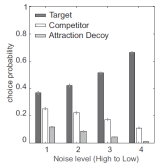 Target
Competitor
Attraction Decoy
choice probability
1
0.8
0.6
0.4
0.2
0
1 2 3 4
Noise level (High to Low)